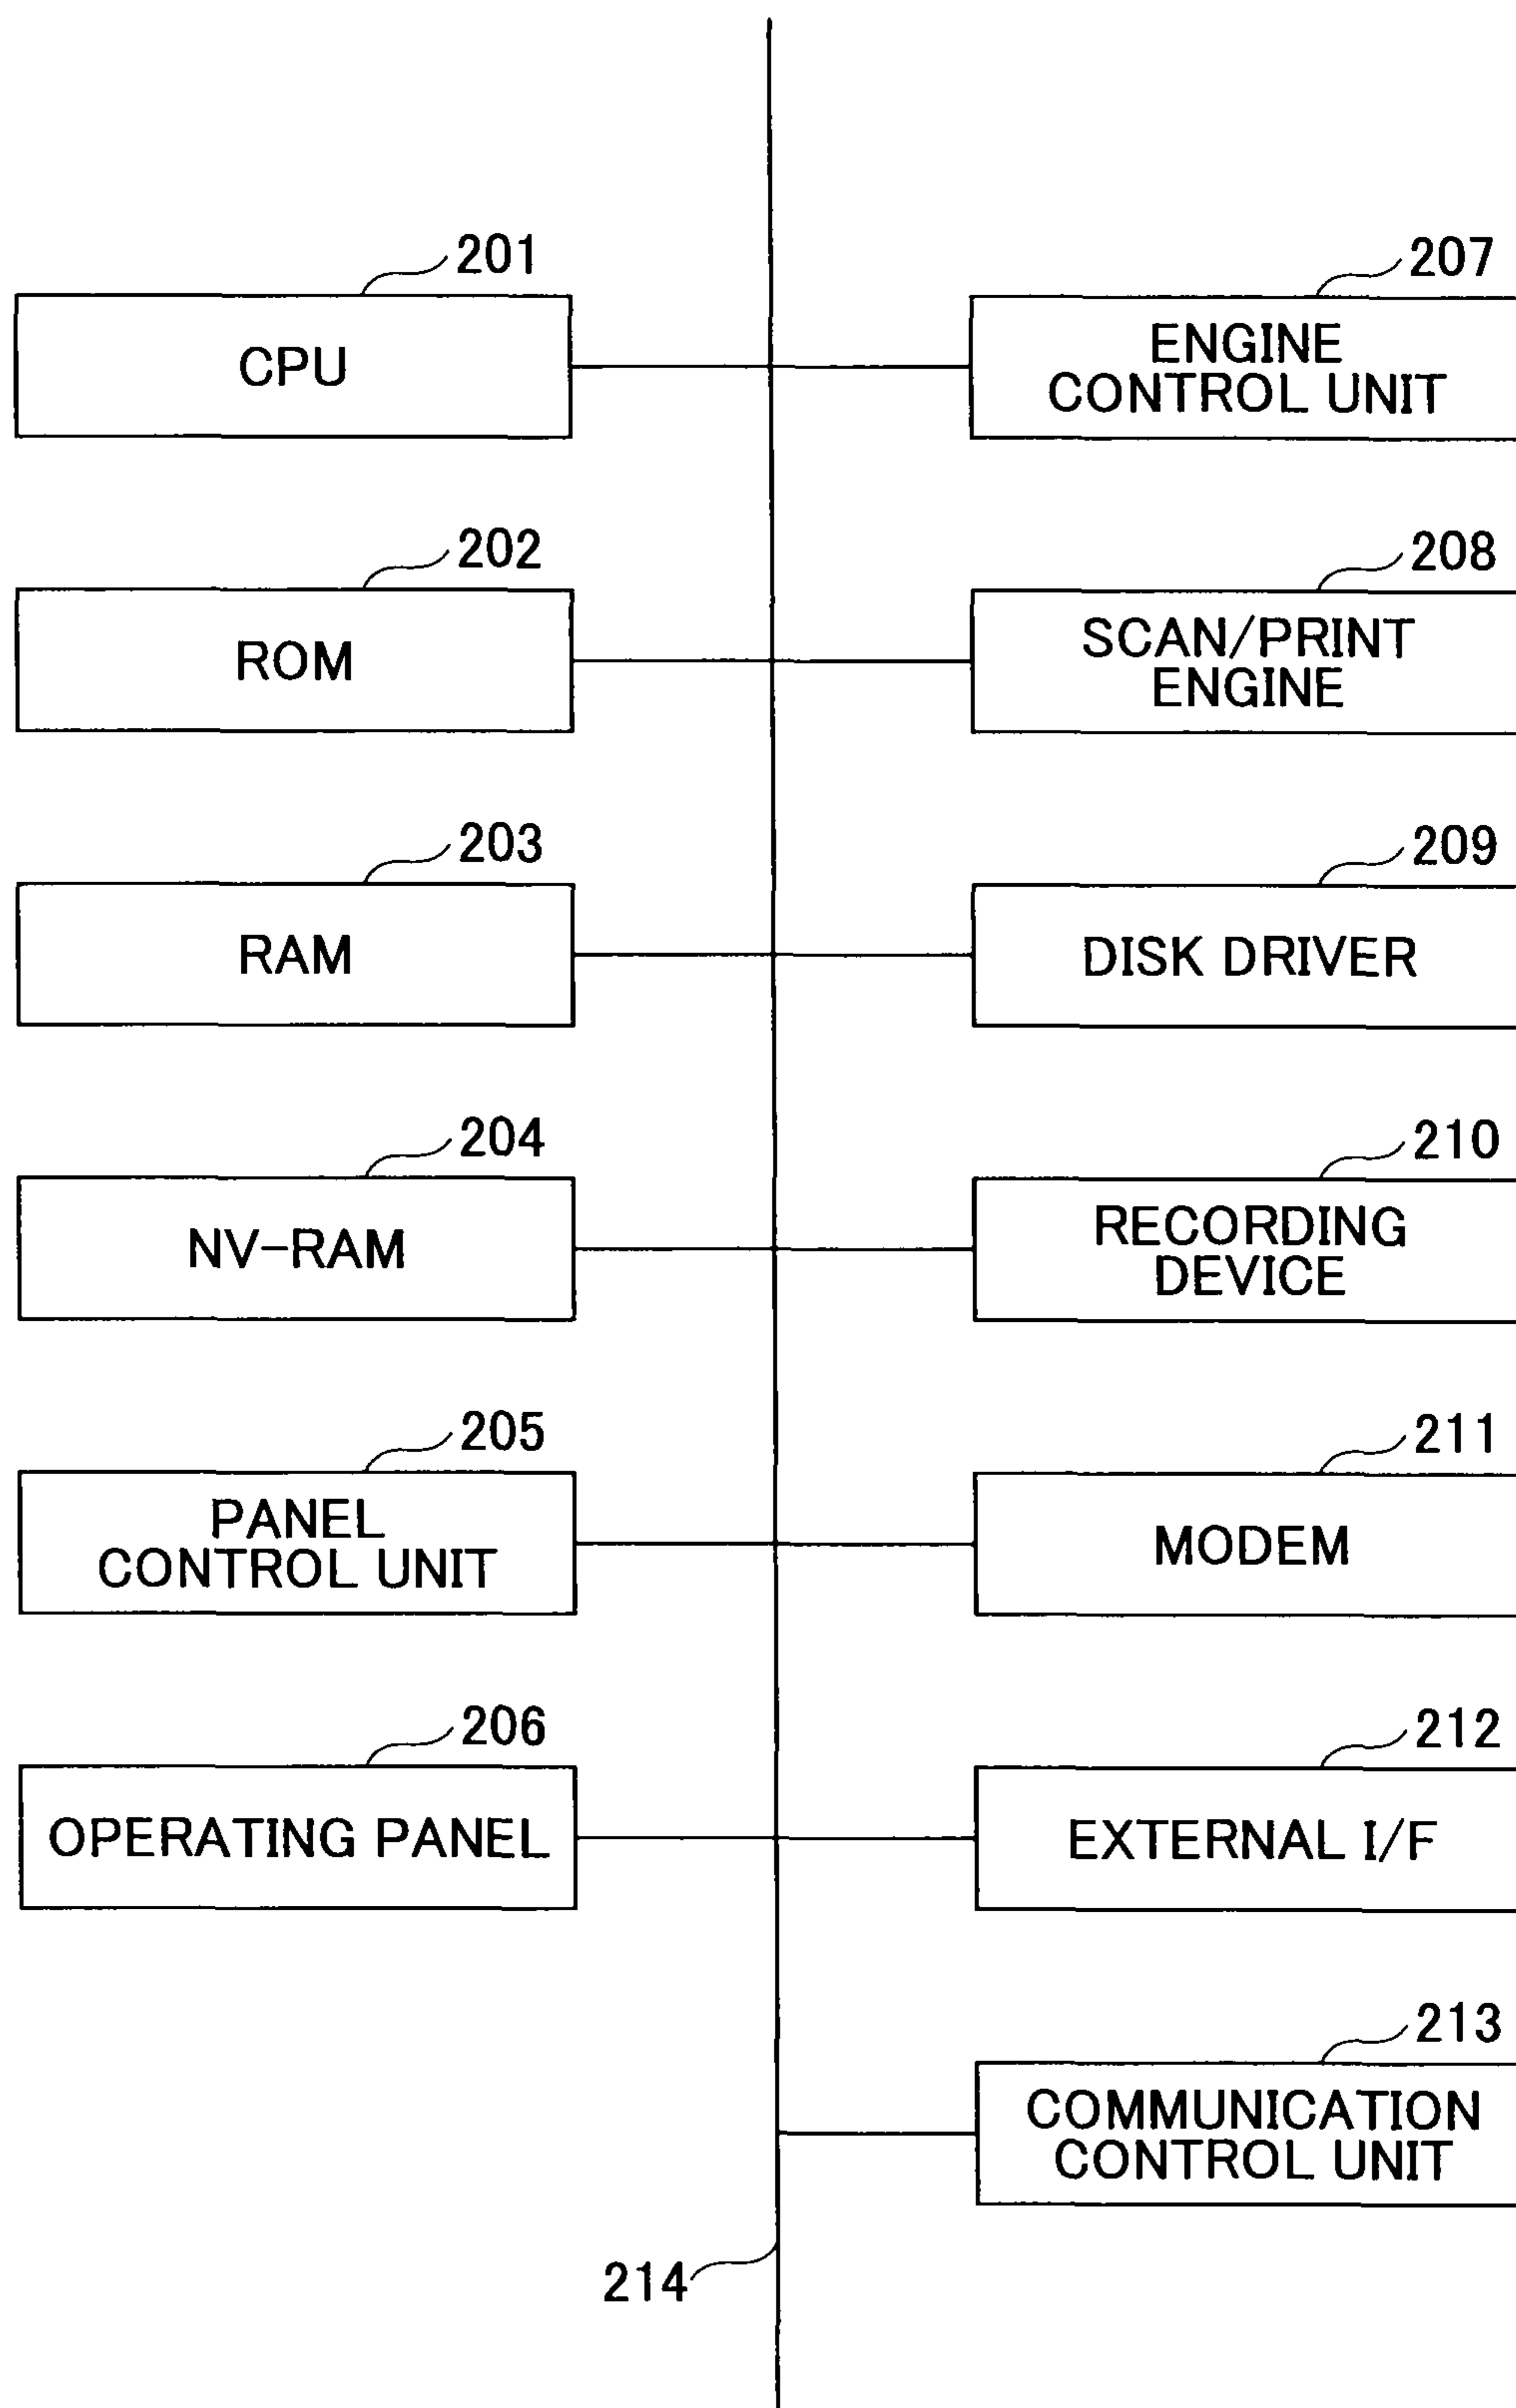 201
CPU
202
ROM
203
RAM
204
NV-RAM
205
PANEL
CONTROL UNIT
206
OPERATING PANEL
207
ENGINE
CONTROL UNIT
208
SCAN/PRINT
ENGINE
209
DISK DRIVER
210
RECORDING
DEVICE
211
MODEM
212
EXTERNAL I/F
213
COMMUNICATION
CONTROL UNIT
214